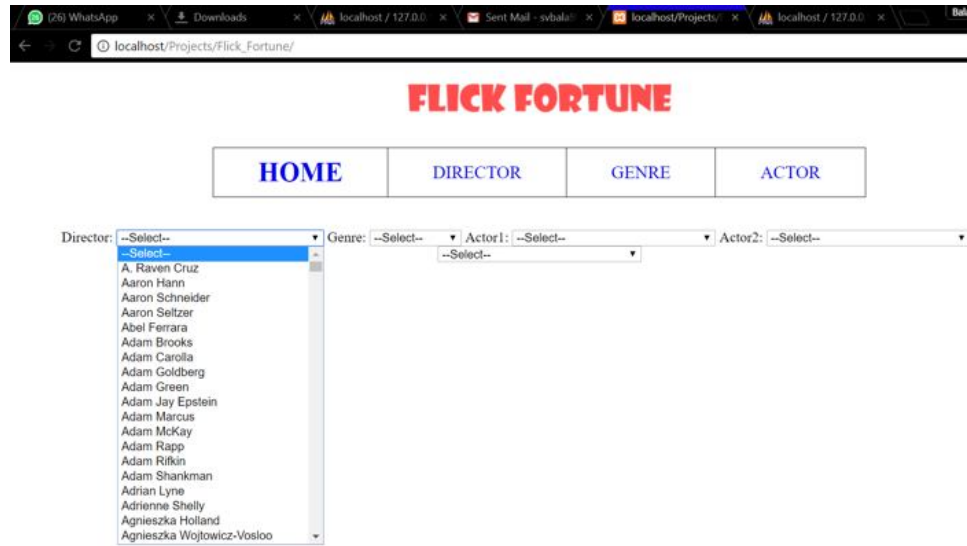 (26) WhatsApp Downloads localhost / 127.0.0. Sent Mail - svbala localhost/Projects/ localhost / 127.0.0. Bala
localhost/Projects/Flick_Fortune/
FLICK FORTUNE
HOME DIRECTOR GENRE ACTOR
Director: --Select-- Genre: --Select-- Actor1: --Select-- Actor2: --Select--
--Select-- --Select--
A. Raven Cruz
Aaron Hann
Aaron Schneider
Aaron Seltzer
Abel Ferrara
Adam Brooks
Adam Carolla
Adam Goldberg
Adam Green
Adam Jay Epstein
Adam Marcus
Adam McKay
Adam Rapp
Adam Rifkin
Adam Shankman
Adrian Lyne
Adrienne Shelly
Agnieszka Holland
Agnieszka Wojtowicz-Vosloo